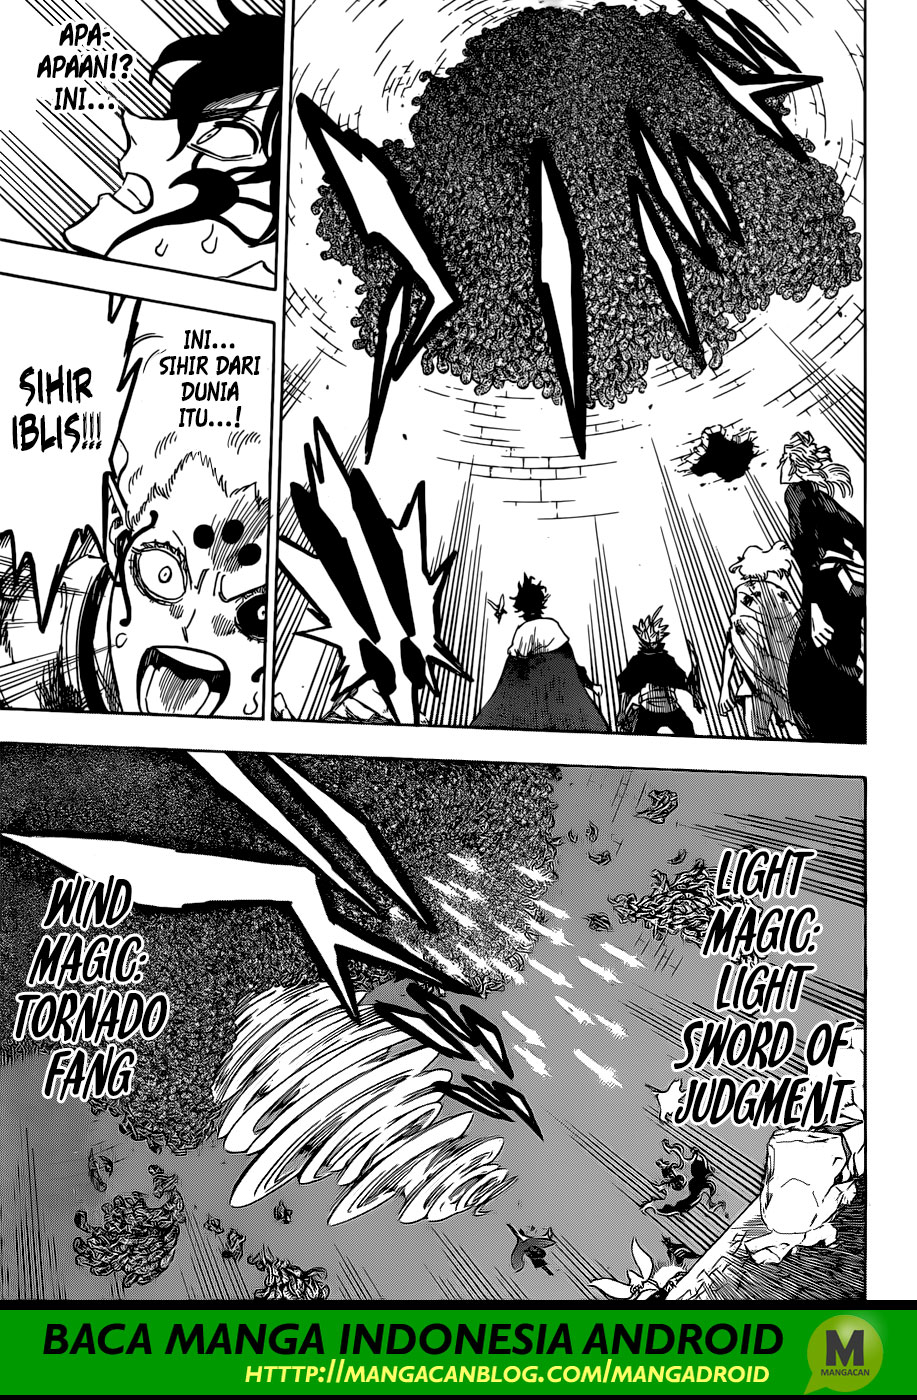 APA-
APAAN!?
INI...
INI...
SIHIR DARI
DUNIA
ITU...!
SIHIR
IBLIS!!!
LIGHT
MAGIC:
LIGHT
SWORD OF
JUDGMENT
WIND
MAGIC:
TORNADO
FANG
BACA MANGA INDONESIA ANDROID
HTTTP://MANGACANBLOG.COM/MANGADROID
M
MANGACAN